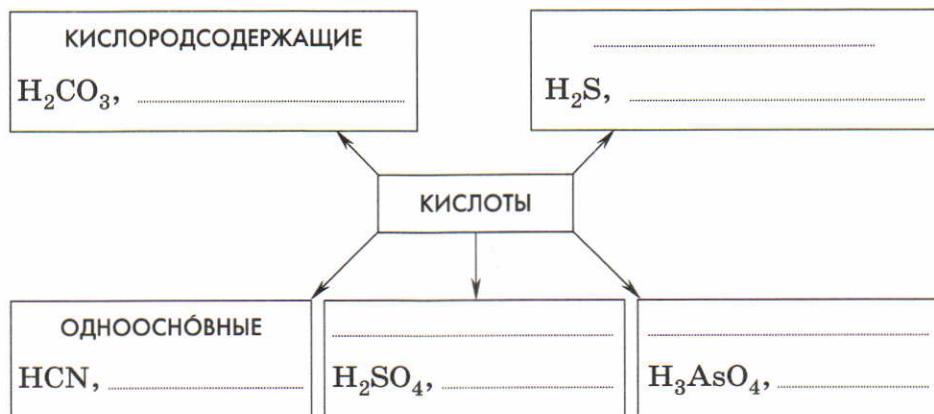 КИСЛОРОДСОДЕРЖАЩИЕ
H₂CO₃,
H₂S,
КИСЛОТЫ
ОДНООСНÓВНЫЕ
HCN,
H₂SO₄,
H₃AsO₄,